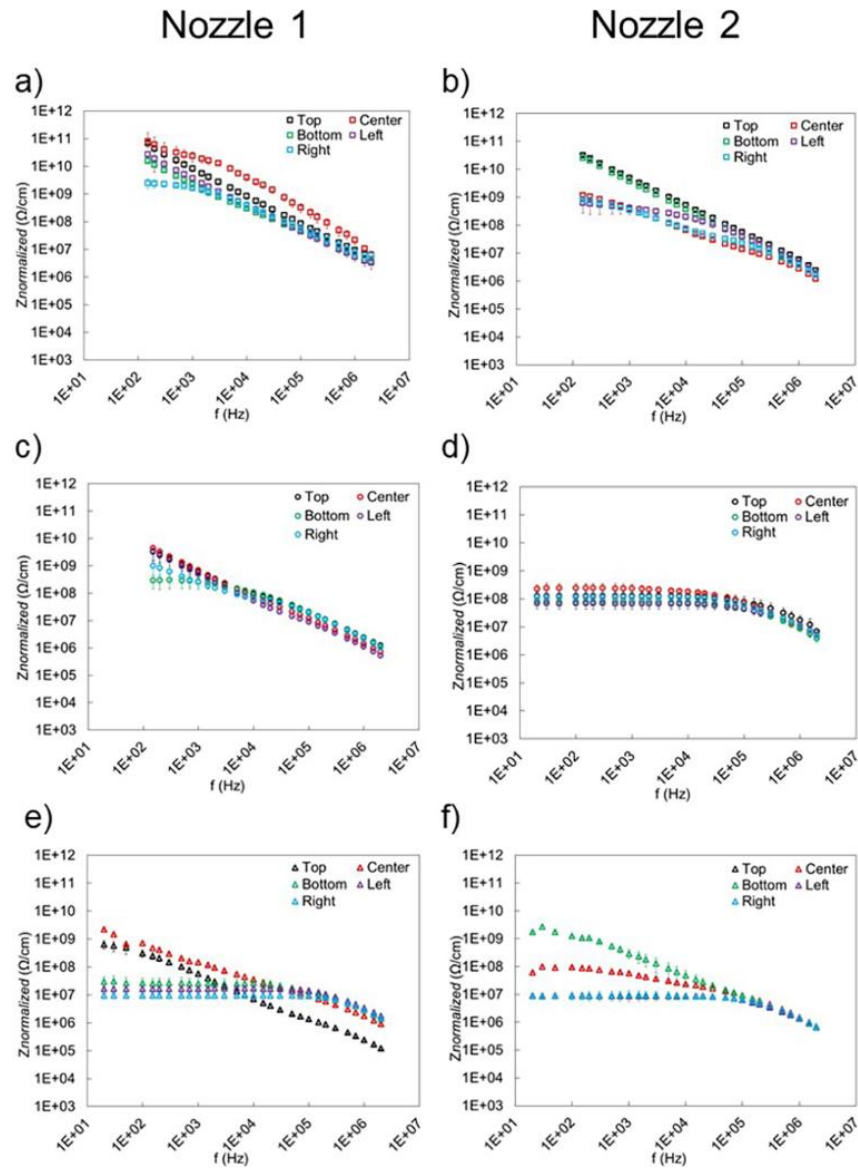 Nozzle 1
Nozzle 2
a)
1E+12
1E+11
1E+10
1E+09
1E+08
1E+07
1E+06
1E+05
1E+04
1E+03
Znormalized (Ω/cm)
Top Center
Bottom Left
Right
1E+01
1E+02
1E+03
1E+04
1E+05
1E+06
1E+07
f (Hz)
b)
1E+12
1E+11
1E+10
1E+09
1E+08
1E+07
1E+06
1E+05
1E+04
1E+03
Znormalized (Ω/cm)
Top Center
Bottom Left
Right
1E+01
1E+02
1E+03
1E+04
1E+05
1E+06
1E+07
f (Hz)
c)
1E+12
1E+11
1E+10
1E+09
1E+08
1E+07
1E+06
1E+05
1E+04
1E+03
Znormalized (Ω/cm)
Top Center
Bottom Left
Right
1E+01
1E+02
1E+03
1E+04
1E+05
1E+06
1E+07
f (Hz)
d)
1E+12
1E+11
1E+10
1E+09
1E+08
1E+07
1E+06
1E+05
1E+04
1E+03
Znormalized (Ω/cm)
Top Center
Bottom Left
Right
1E+01
1E+02
1E+03
1E+04
1E+05
1E+06
1E+07
f (Hz)
e)
1E+12
1E+11
1E+10
1E+09
1E+08
1E+07
1E+06
1E+05
1E+04
1E+03
Znormalized (Ω/cm)
Top Center
Bottom Left
Right
1E+01
1E+02
1E+03
1E+04
1E+05
1E+06
1E+07
f (Hz)
f)
1E+12
1E+11
1E+10
1E+09
1E+08
1E+07
1E+06
1E+05
1E+04
1E+03
Znormalized (Ω/cm)
Top Center
Bottom Left
Right
1E+01
1E+02
1E+03
1E+04
1E+05
1E+06
1E+07
f (Hz)